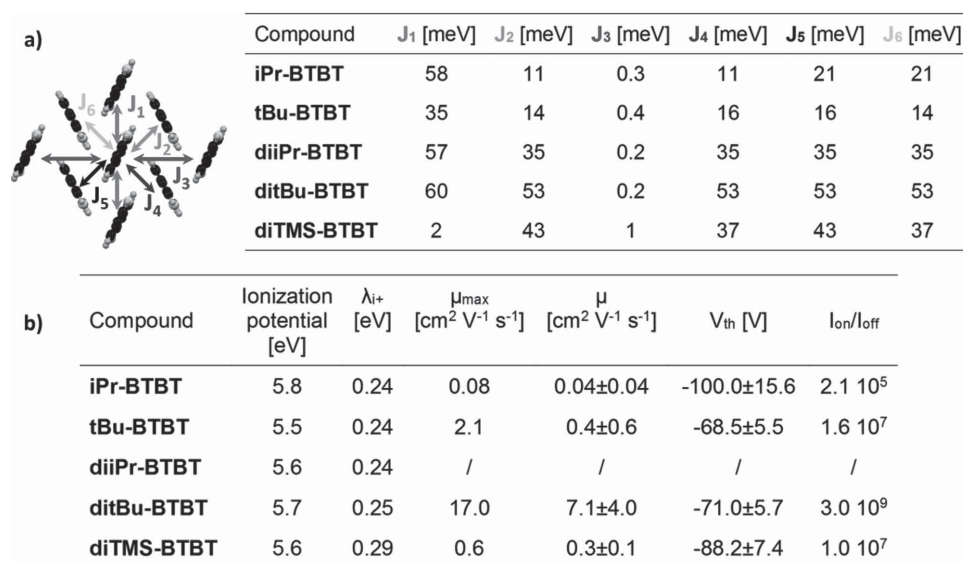 a)
J₁
J₆
J₂
J₃
J₅
J₄
Compound J₁ [meV] J₂ [meV] J₃ [meV] J₄ [meV] J₅ [meV] J₆ [meV]
iPr-BTBT 58 11 0.3 11 21 21
tBu-BTBT 35 14 0.4 16 16 14
diiPr-BTBT 57 35 0.2 35 35 35
ditBu-BTBT 60 53 0.2 53 53 53
diTMS-BTBT 2 43 1 37 43 37
b)
Compound Ionization potential [eV] λi+ [eV] μmax [cm² V⁻¹ s⁻¹] μ [cm² V⁻¹ s⁻¹] Vth [V] Ion/Ioff
iPr-BTBT 5.8 0.24 0.08 0.04±0.04 -100.0±15.6 2.1 10⁵
tBu-BTBT 5.5 0.24 2.1 0.4±0.6 -68.5±5.5 1.6 10⁷
diiPr-BTBT 5.6 0.24 / / / /
ditBu-BTBT 5.7 0.25 17.0 7.1±4.0 -71.0±5.7 3.0 10⁹
diTMS-BTBT 5.6 0.29 0.6 0.3±0.1 -88.2±7.4 1.0 10⁷